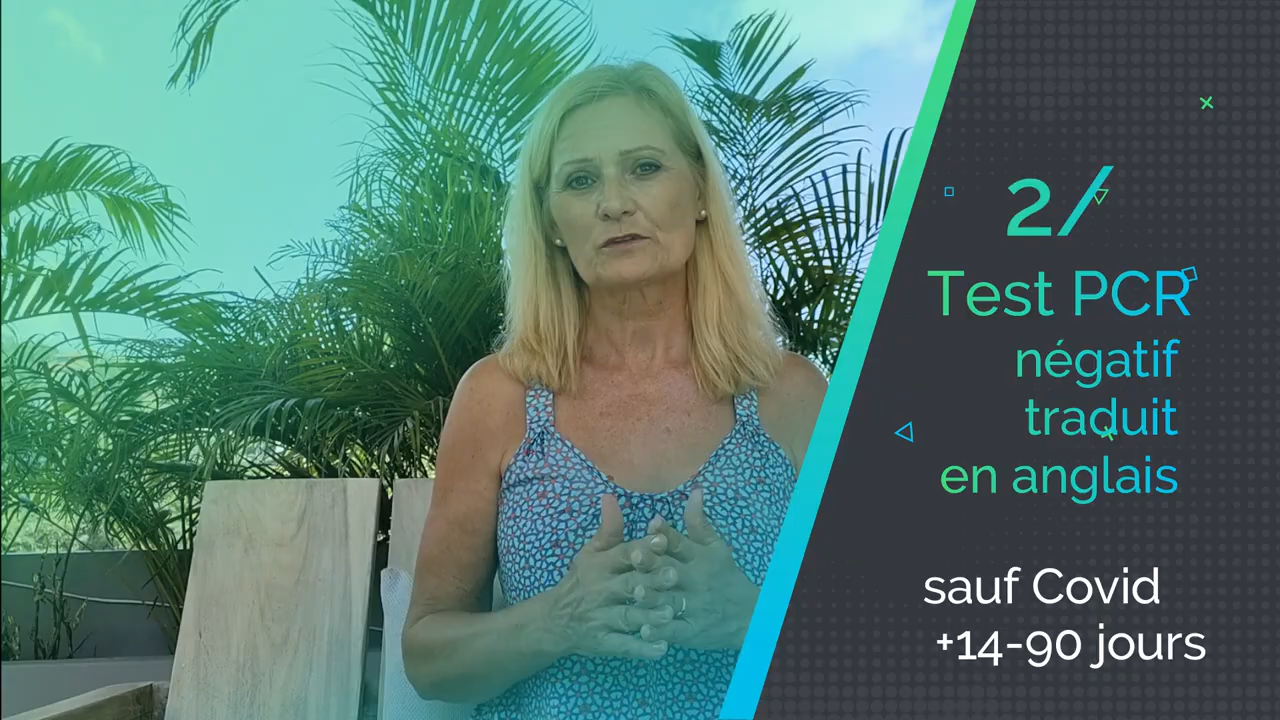 2/
Test PCR
négatif
traduit
en anglais
sauf Covid
+14-90 jours